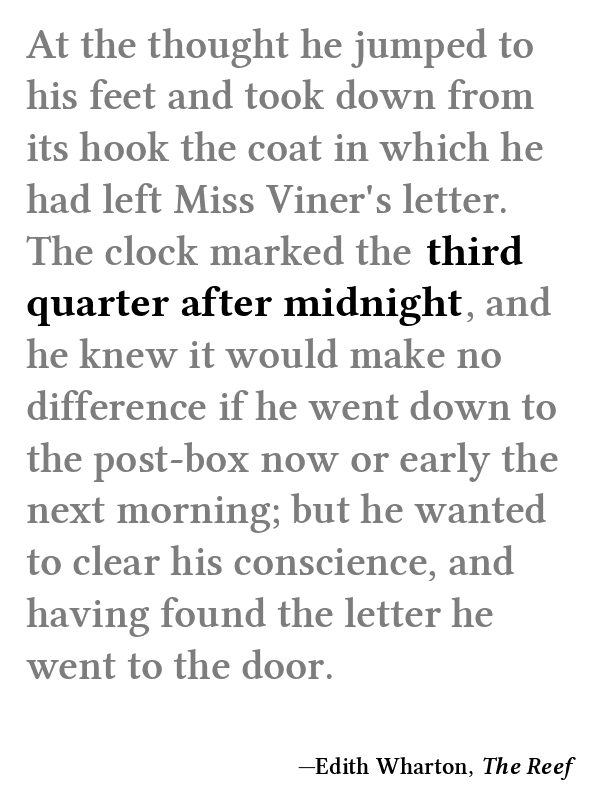 At the thought he jumped to
his feet and took down from
its hook the coat in which he
had left Miss Viner's letter.
The clock marked the third
quarter after midnight, and
he knew it would make no
difference if he went down to
the post-box now or early the
next morning; but he wanted
to clear his conscience, and
having found the letter he
went to the door.
—Edith Wharton, The Reef